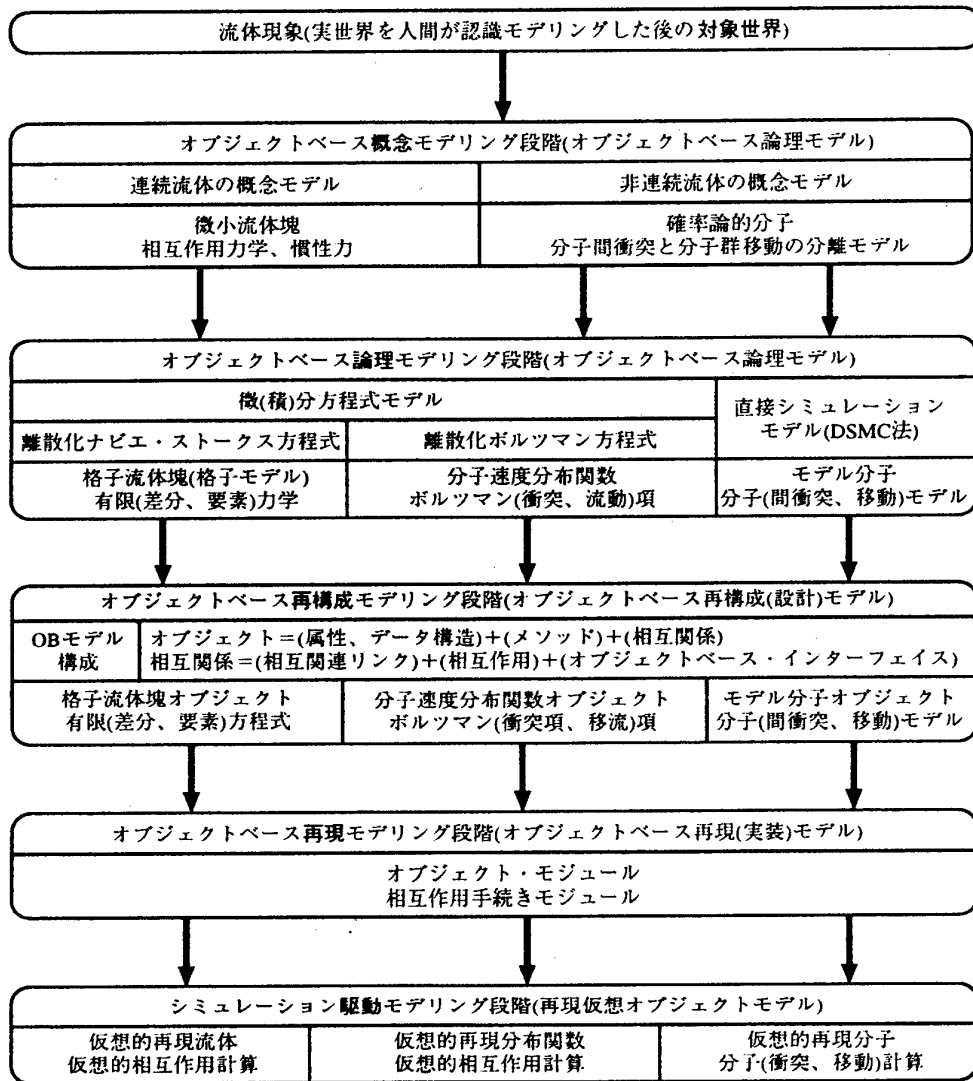 流体現象(実世界を人間が認識モデリングした後の対象世界)
オブジェクトベース概念モデリング段階(オブジェクトベース論理モデル)
連続流体の概念モデル
非連続流体の概念モデル
微小流体塊
相互作用力学、慣性力
確率論的分子
分子間衝突と分子群移動の分離モデル
オブジェクトベース論理モデリング段階(オブジェクトベース論理モデル)
微(積)分方程式モデル
直接シミュレーション
モデル(DSMC法)
離散化ナビエ・ストークス方程式
離散化ボルツマン方程式
格子流体塊(格子モデル)
有限(差分、要素)力学
分子速度分布関数
ボルツマン(衝突、流動)項
モデル分子
分子(間衝突、移動)モデル
オブジェクトベース再構成モデリング段階(オブジェクトベース再構成(設計)モデル)
OBモデル
構成
オブジェクト=(属性、データ構造)+(メソッド)+(相互関係)
相互関係=(相互関連リンク)+(相互作用)+(オブジェクトベース・インターフェイス)
格子流体塊オブジェクト
有限(差分、要素)方程式
分子速度分布関数オブジェクト
ボルツマン(衝突項、移流)項
モデル分子オブジェクト
分子(間衝突、移動)モデル
オブジェクトベース再現モデリング段階(オブジェクトベース再現(実装)モデル)
オブジェクト・モジュール
相互作用手続きモジュール
シミュレーション駆動モデリング段階(再現仮想オブジェクトモデル)
仮想的再現流体
仮想的相互作用計算
仮想的再現分布関数
仮想的相互作用計算
仮想的再現分子
分子(衝突、移動)計算